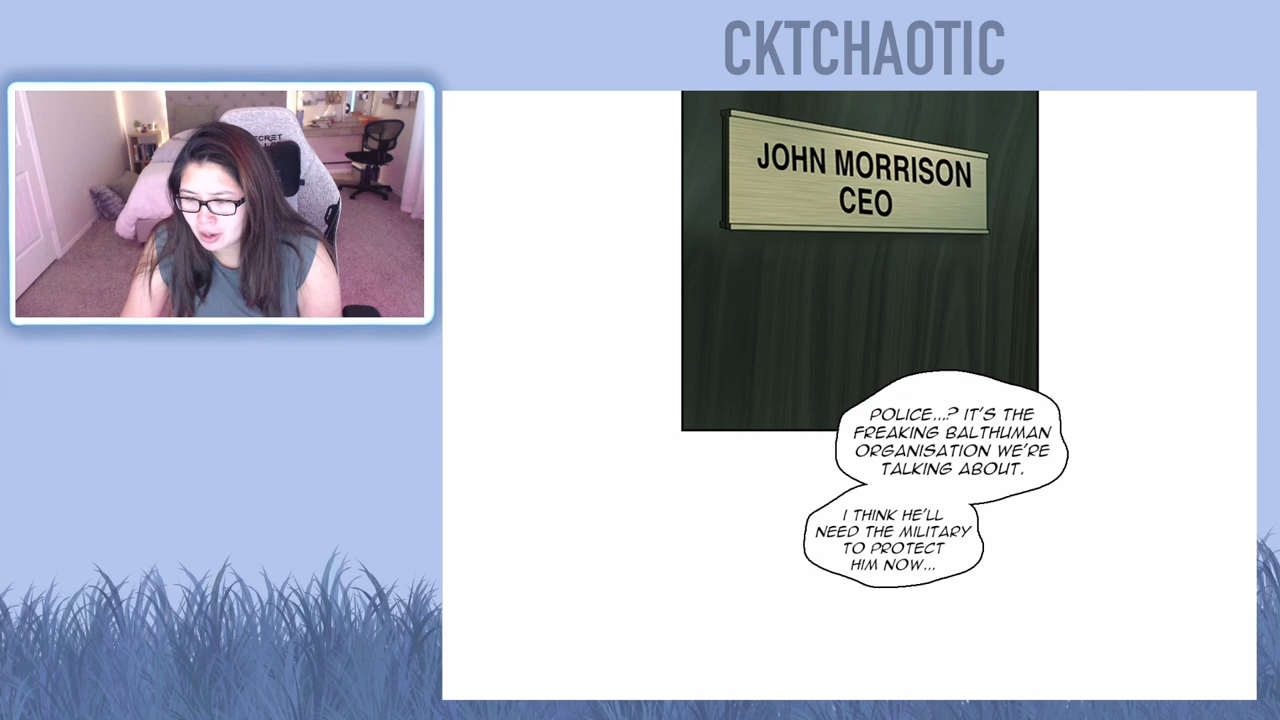 CKTCHAOTIC
JOHN MORRISON
CEO
POLICE...? IT'S THE
FREAKING BALTHUMAN
ORGANISATION WE'RE
TALKING ABOUT.
I THINK HE'LL
NEED THE MILITARY
TO PROTECT
HIM NOW...